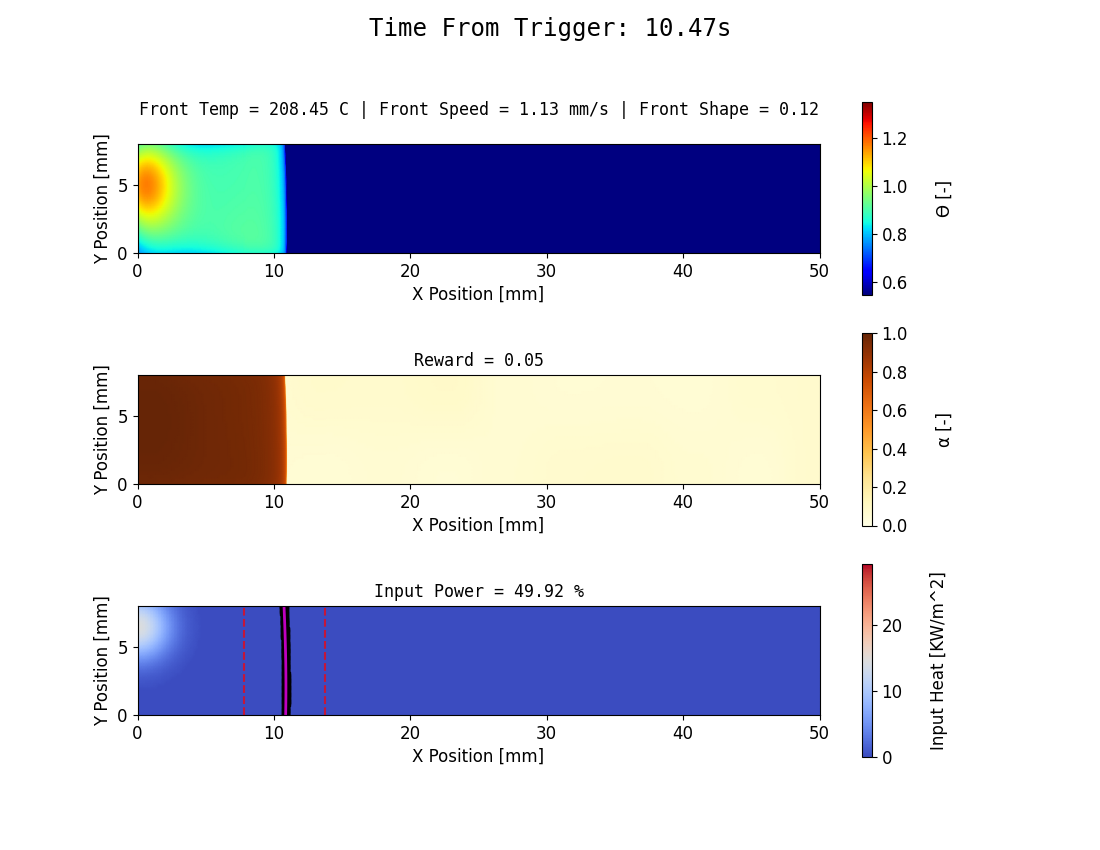 Time From Trigger: 10.47s
Front Temp = 208.45 C | Front Speed = 1.13 mm/s | Front Shape = 0.12
Y Position [mm]
5
0
0 10 20 30 40 50
X Position [mm]
1.2
1.0
0.8
0.6
Θ [-]
Reward = 0.05
Y Position [mm]
5
0
0 10 20 30 40 50
X Position [mm]
1.0
0.8
0.6
0.4
0.2
0.0
α [-]
Input Power = 49.92 %
Y Position [mm]
5
0
0 10 20 30 40 50
X Position [mm]
20
10
0
Input Heat [KW/m^2]